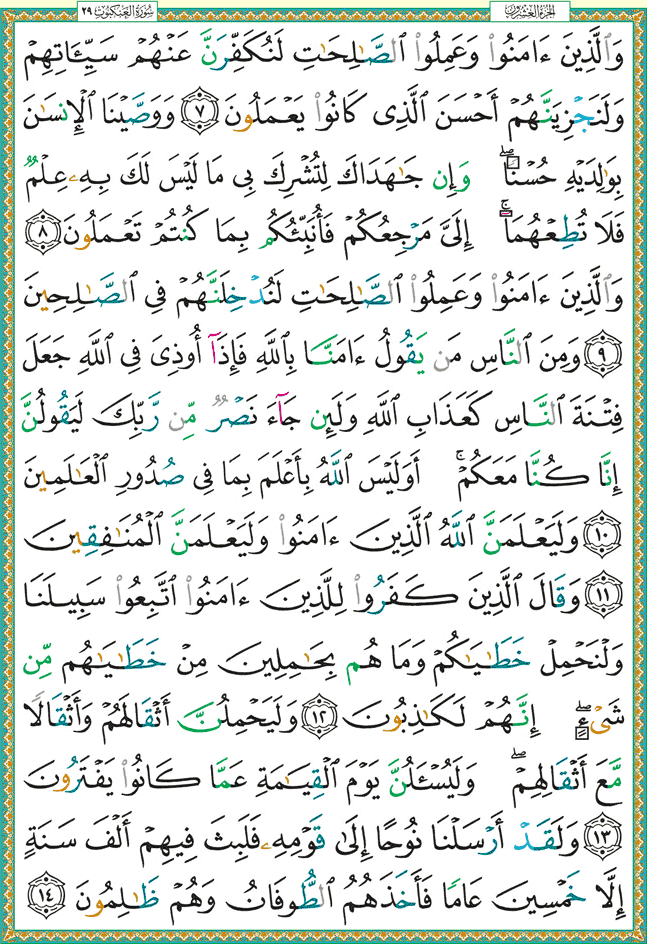 الجزء العشرون سورة العنكبوت ٢٩
وَٱلَّذِينَ ءَامَنُوا۟ وَعَمِلُوا۟ ٱلصَّـٰلِحَـٰتِ لَنُكَفِّرَنَّ عَنْهُمْ سَيِّـَٔاتِهِمْ
وَلَنَجْزِيَنَّهُمْ أَحْسَنَ ٱلَّذِى كَانُوا۟ يَعْمَلُونَ ٧ وَوَصَّيْنَا ٱلْإِنسَـٰنَ
بِوَٰلِدَيْهِ حُسْنًا ۖ وَإِن جَـٰهَدَاكَ لِتُشْرِكَ بِى مَا لَيْسَ لَكَ بِهِۦ عِلْمٌ
فَلَا تُطِعْهُمَآ ۚ إِلَىَّ مَرْجِعُكُمْ فَأُنَبِّئُكُم بِمَا كُنتُمْ تَعْمَلُونَ ٨
وَٱلَّذِينَ ءَامَنُوا۟ وَعَمِلُوا۟ ٱلصَّـٰلِحَـٰتِ لَنُدْخِلَنَّهُمْ فِى ٱلصَّـٰلِحِينَ
٩ وَمِنَ ٱلنَّاسِ مَن يَقُولُ ءَامَنَّا بِٱللَّهِ فَإِذَآ أُوذِىَ فِى ٱللَّهِ جَعَلَ
فِتْنَةَ ٱلنَّاسِ كَعَذَابِ ٱللَّهِ وَلَئِن جَآءَ نَصْرٌ مِّن رَّبِّكَ لَيَقُولُنَّ
إِنَّا كُنَّا مَعَكُمْ ۚ أَوَلَيْسَ ٱللَّهُ بِأَعْلَمَ بِمَا فِى صُدُورِ ٱلْعَـٰلَمِينَ
١٠ وَلَيَعْلَمَنَّ ٱللَّهُ ٱلَّذِينَ ءَامَنُوا۟ وَلَيَعْلَمَنَّ ٱلْمُنَـٰفِقِينَ
١١ وَقَالَ ٱلَّذِينَ كَفَرُوا۟ لِلَّذِينَ ءَامَنُوا۟ ٱتَّبِعُوا۟ سَبِيلَنَا
وَلْنَحْمِلْ خَطَـٰيَـٰكُمْ وَمَا هُم بِحَـٰمِلِينَ مِنْ خَطَـٰيَـٰهُم مِّن
شَىْءٍ ۖ إِنَّهُمْ لَكَـٰذِبُونَ ١٢ وَلَيَحْمِلُنَّ أَثْقَالَهُمْ وَأَثْقَالًا
مَّعَ أَثْقَالِهِمْ ۖ وَلَيُسْـَٔلُنَّ يَوْمَ ٱلْقِيَـٰمَةِ عَمَّا كَانُوا۟ يَفْتَرُونَ
١٣ وَلَقَدْ أَرْسَلْنَا نُوحًا إِلَىٰ قَوْمِهِۦ فَلَبِثَ فِيهِمْ أَلْفَ سَنَةٍ
إِلَّا خَمْسِينَ عَامًا فَأَخَذَهُمُ ٱلطُّوفَانُ وَهُمْ ظَـٰلِمُونَ ١٤